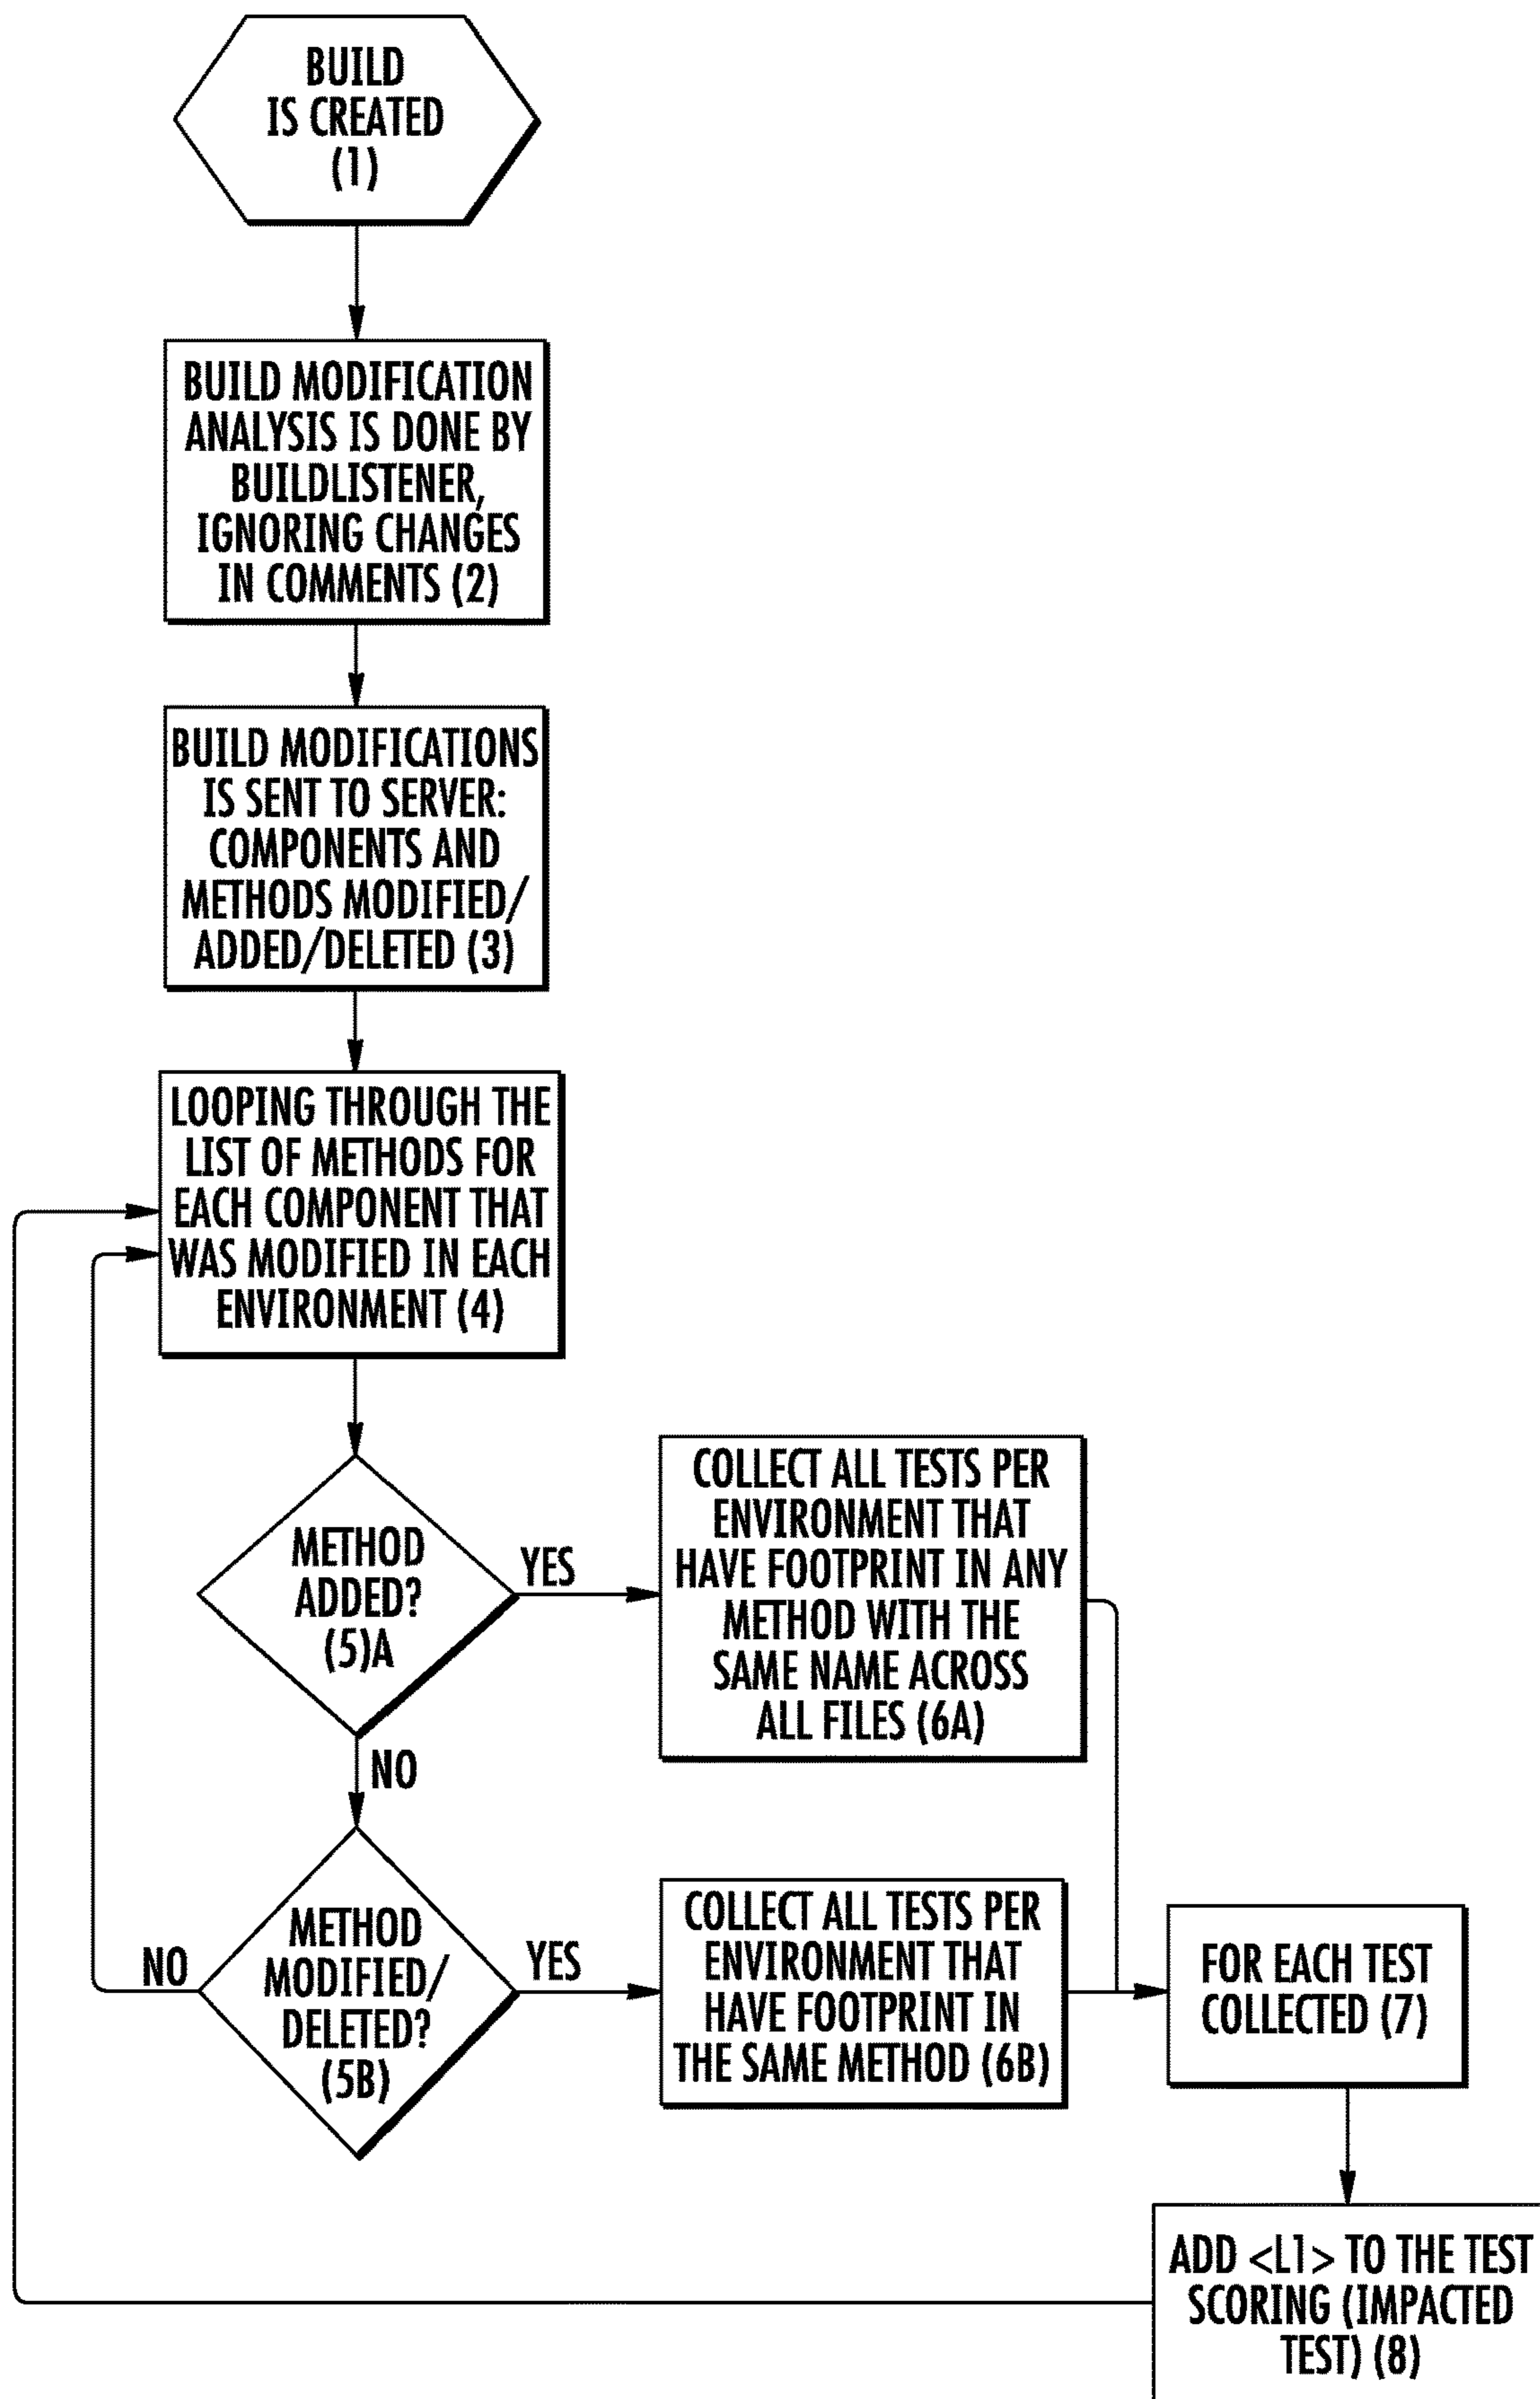 BUILD
IS CREATED
(1)
BUILD MODIFICATION
ANALYSIS IS DONE BY
BUILDLISTENER,
IGNORING CHANGES
IN COMMENTS (2)
BUILD MODIFICATIONS
IS SENT TO SERVER:
COMPONENTS AND
METHODS MODIFIED/
ADDED/DELETED (3)
LOOPING THROUGH THE
LIST OF METHODS FOR
EACH COMPONENT THAT
WAS MODIFIED IN EACH
ENVIRONMENT (4)
METHOD
ADDED?
(5)A
YES
COLLECT ALL TESTS PER
ENVIRONMENT THAT
HAVE FOOTPRINT IN ANY
METHOD WITH THE
SAME NAME ACROSS
ALL FILES (6A)
NO
METHOD
MODIFIED/
DELETED?
(5B)
NO
YES
COLLECT ALL TESTS PER
ENVIRONMENT THAT
HAVE FOOTPRINT IN
THE SAME METHOD (6B)
FOR EACH TEST
COLLECTED (7)
ADD <L1> TO THE TEST
SCORING (IMPACTED
TEST) (8)